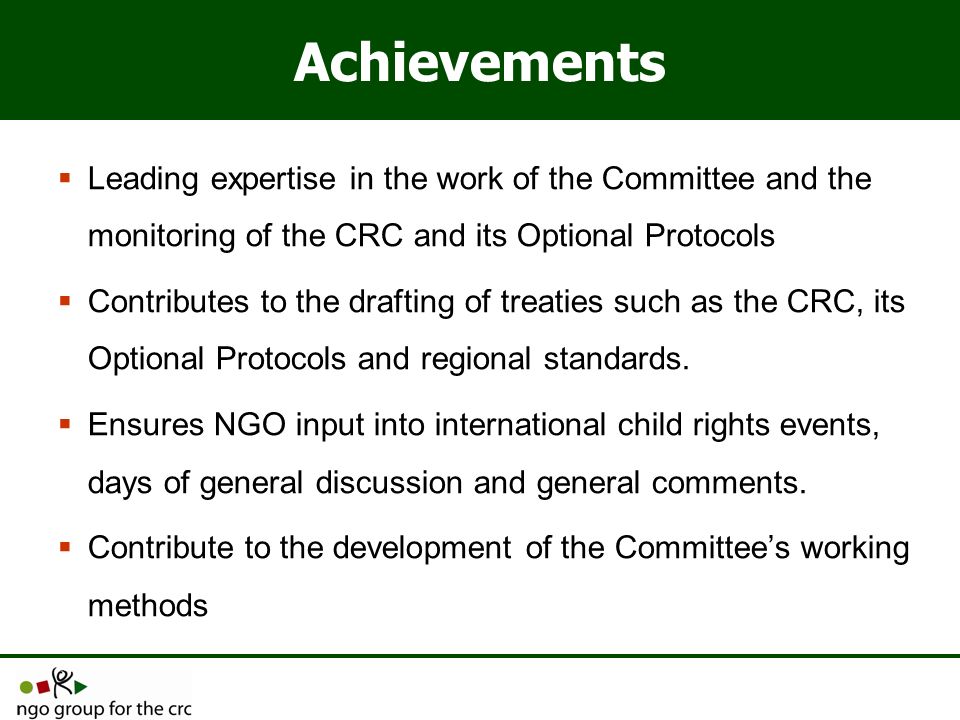 Achievements
Leading expertise in the work of the Committee and the
monitoring of the CRC and its Optional Protocols
Contributes to the drafting of treaties such as the CRC, its
Optional Protocols and regional standards.
Ensures NGO input into international child rights events,
days of general discussion and general comments.
Contribute to the development of the Committee’s working
methods
ngo group for the crc